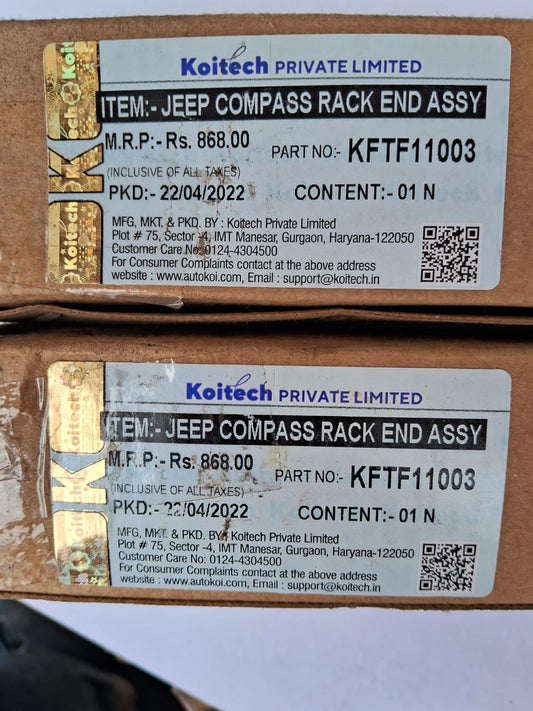 Koitech PRIVATE LIMITED
ITEM:- JEEP COMPASS RACK END ASSY
M.R.P:- Rs. 868.00
PART NO:- KFTF11003
(INCLUSIVE OF ALL TAXES)
PKD:- 22/04/2022 CONTENT:- 01 N
MFG, MKT. & PKD. BY : Koitech Private Limited
Plot # 75, Sector -4, IMT Manesar, Gurgaon, Haryana-122050
Customer Care No: 0124-4304500
For Consumer Complaints contact at the above address
website : www.autokoi.com, Email : support@koitech.in
Koitech
Koitech PRIVATE LIMITED
ITEM:- JEEP COMPASS RACK END ASSY
M.R.P:- Rs. 868.00
PART NO:- KFTF11003
(INCLUSIVE OF ALL TAXES)
PKD:- 22/04/2022 CONTENT:- 01 N
MFG, MKT. & PKD. BY : Koitech Private Limited
Plot # 75, Sector -4, IMT Manesar, Gurgaon, Haryana-122050
Customer Care No: 0124-4304500
For Consumer Complaints contact at the above address
website : www.autokoi.com, Email : support@koitech.in
Koitech